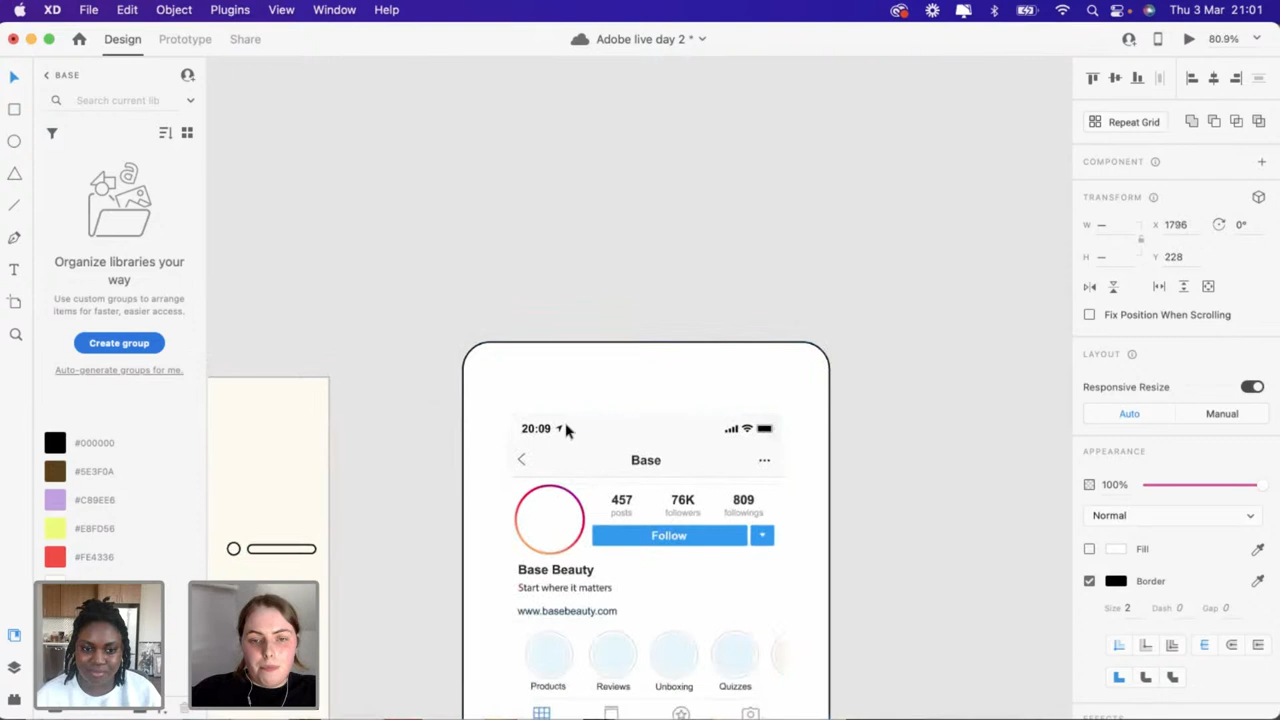 XD File Edit Object Plugins View Window Help Thu 3 Mar 21:01
Design Prototype Share Adobe live day 2 * 80.9%
BASE
Search current lib
Organize libraries your
way
Use custom groups to arrange
items for faster, easier access.
Create group
Auto-generate groups for me.
#000000
#5E3F0A
#C89EE6
#E8FD56
#FE4336
20:09
Base
457 76K 809
posts followers followings
Follow
Base Beauty
Start where it matters
www.basebeauty.com
Products Reviews Unboxing Quizzes
Repeat Grid
COMPONENT
TRANSFORM
W — X 1796 0°
H — Y 228
Fix Position When Scrolling
LAYOUT
Responsive Resize
Auto Manual
APPEARANCE
100%
Normal
Fill
Border
Size 2 Dash 0 Gap 0
EFFECTS